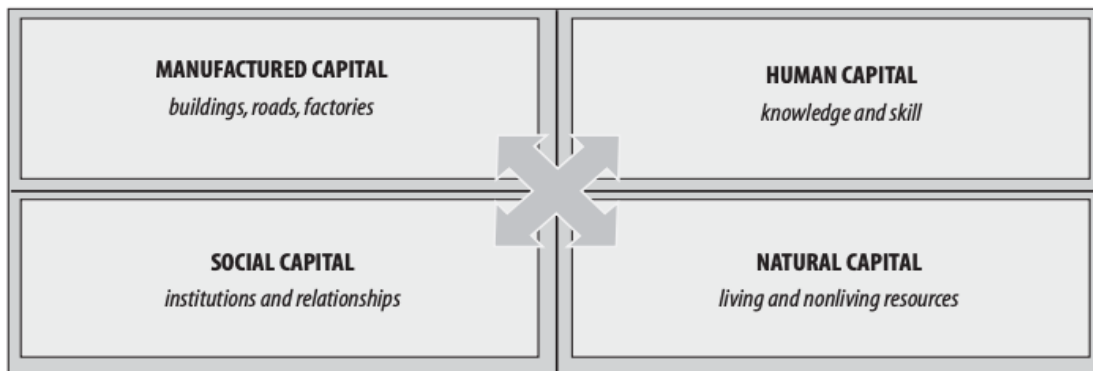 MANUFACTURED CAPITAL
buildings, roads, factories
HUMAN CAPITAL
knowledge and skill
SOCIAL CAPITAL
institutions and relationships
NATURAL CAPITAL
living and nonliving resources